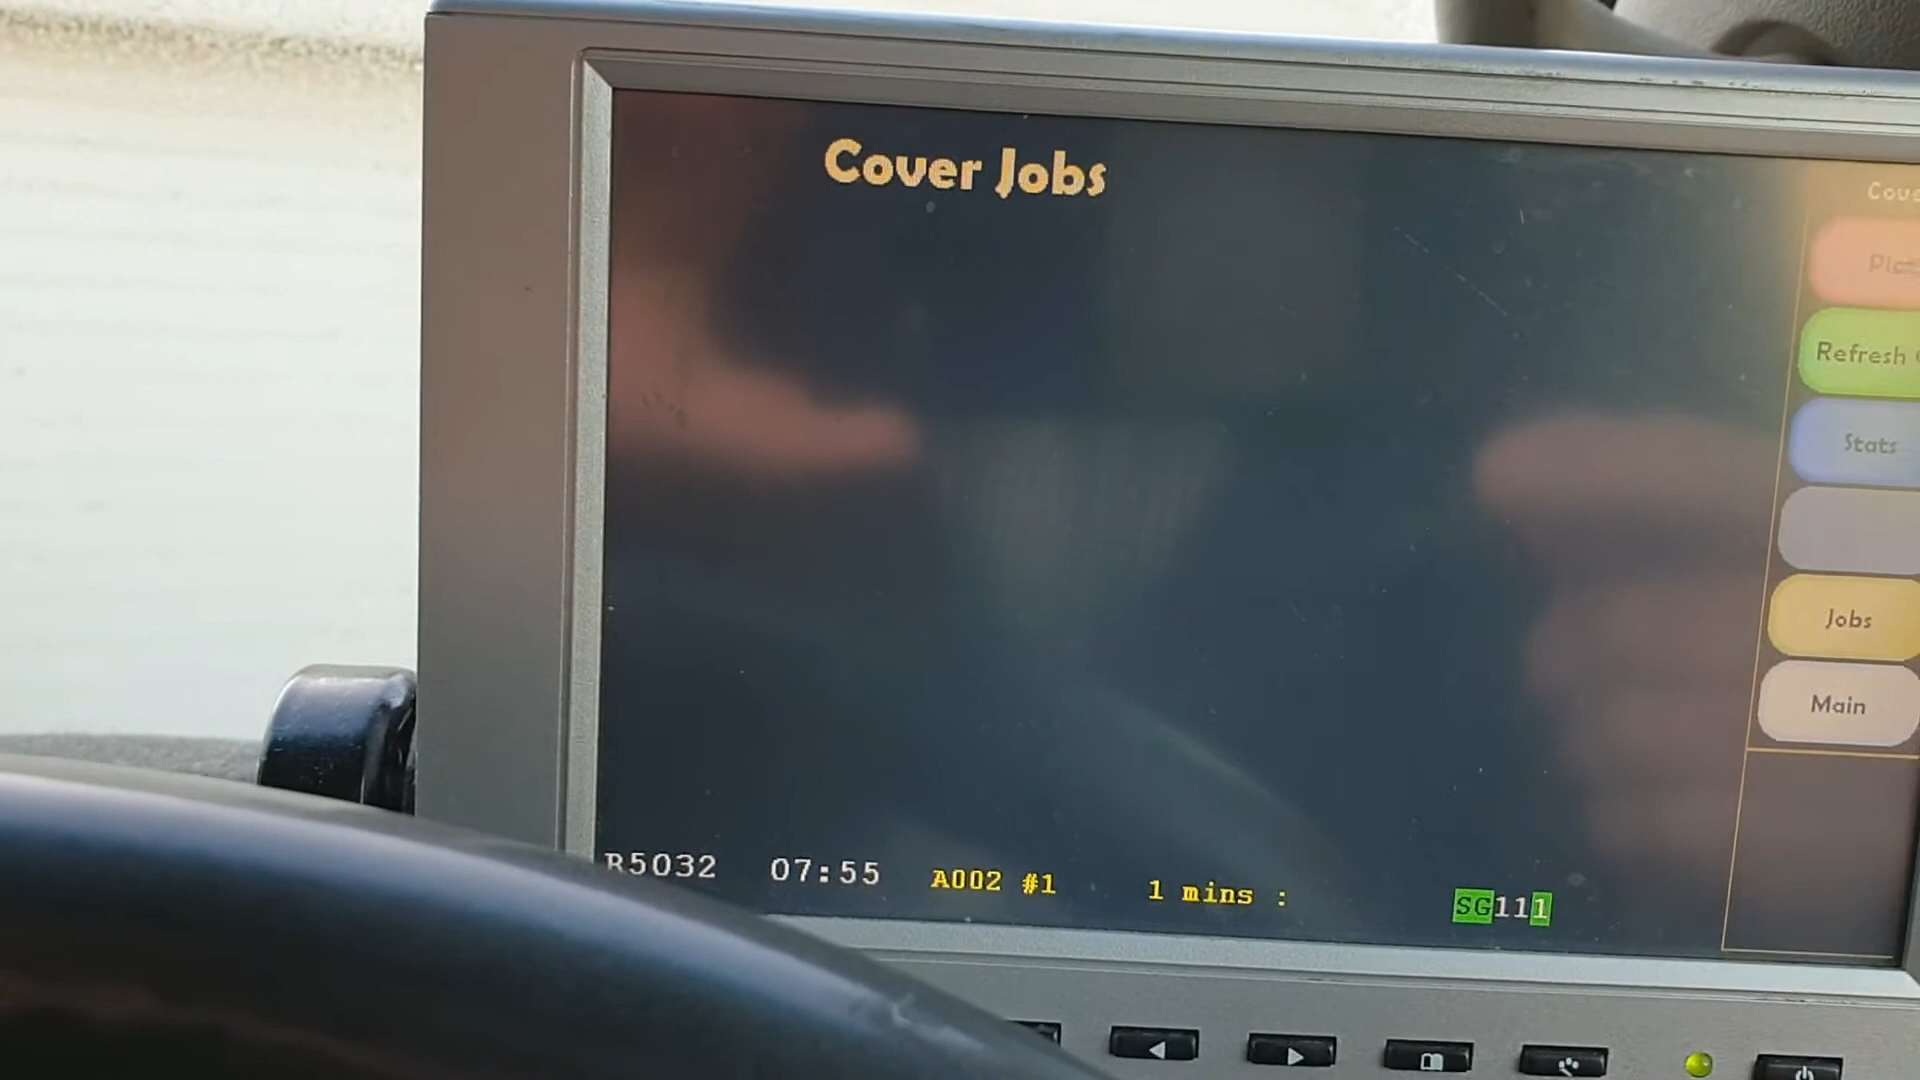 Cover Jobs
Refresh
Stats
Jobs
Main
R5032 07:55 A002 #1 1 mins : SG111